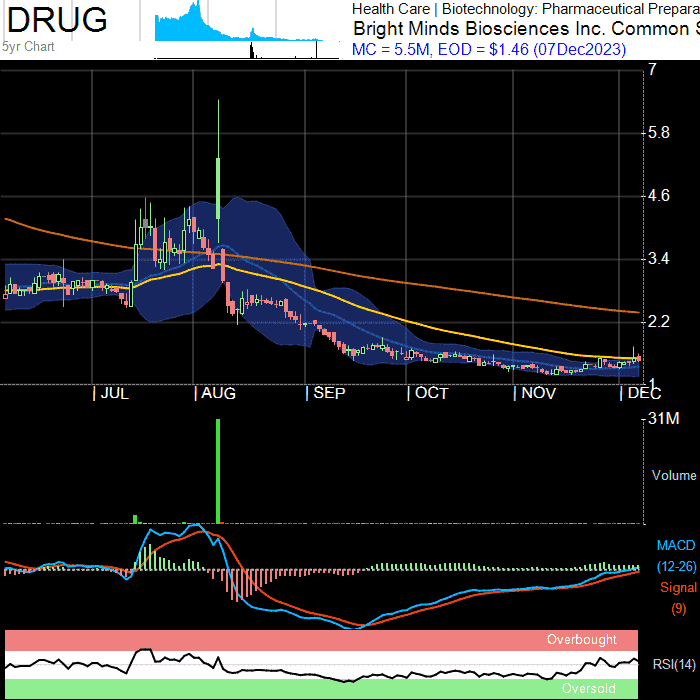 DRUG
5yr Chart
Health Care | Biotechnology: Pharmaceutical Prepara
Bright Minds Biosciences Inc. Common S
MC = 5.5M, EOD = $1.46 (07Dec2023)
7
5.8
4.6
3.4
2.2
1
| JUL | AUG | SEP | OCT | NOV | DEC
31M
Volume
MACD
(12-26)
Signal
(9)
Overbought
RSI(14)
Oversold